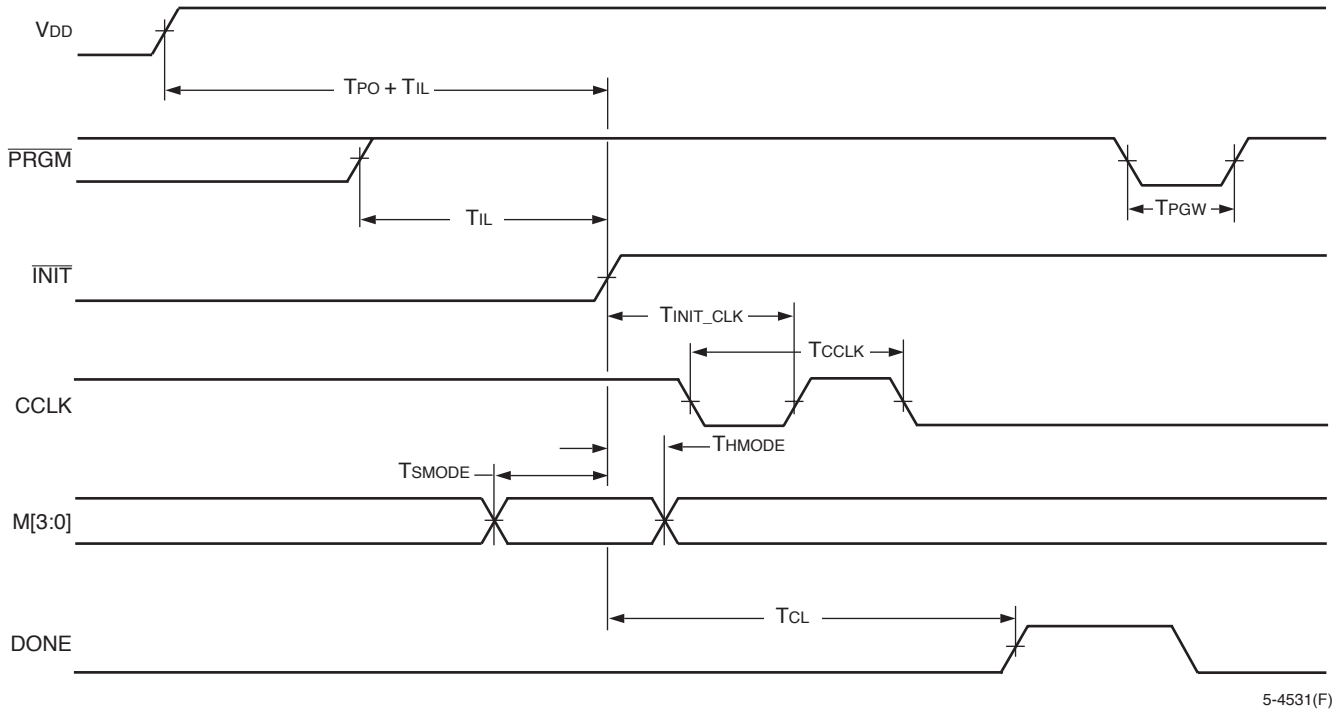 VDD
TPO + TIL
PRGM
TIL
TPGW
INIT
TINIT_CLK
TCCLK
CCLK
THMODE
TSMODE
M[3:0]
TCL
DONE
5-4531(F)